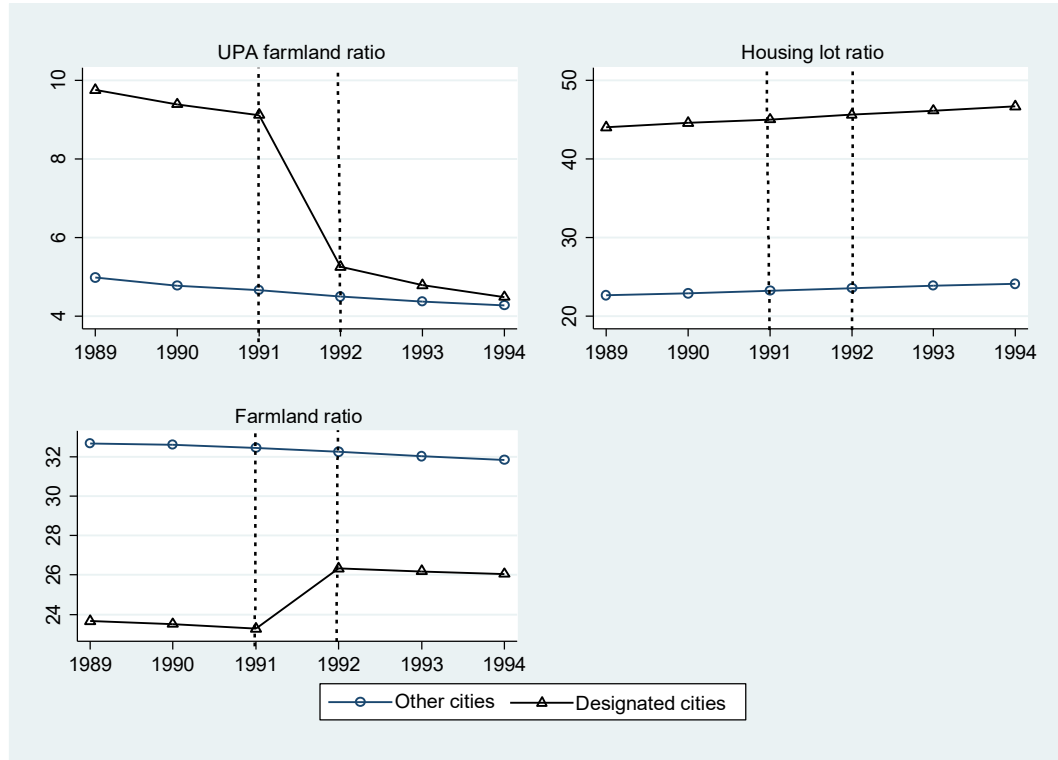 UPA farmland ratio
10
8
6
4
1989 1990 1991 1992 1993 1994
Housing lot ratio
50
40
30
20
1989 1990 1991 1992 1993 1994
Farmland ratio
32
30
28
26
24
1989 1990 1991 1992 1993 1994
Other cities Designated cities